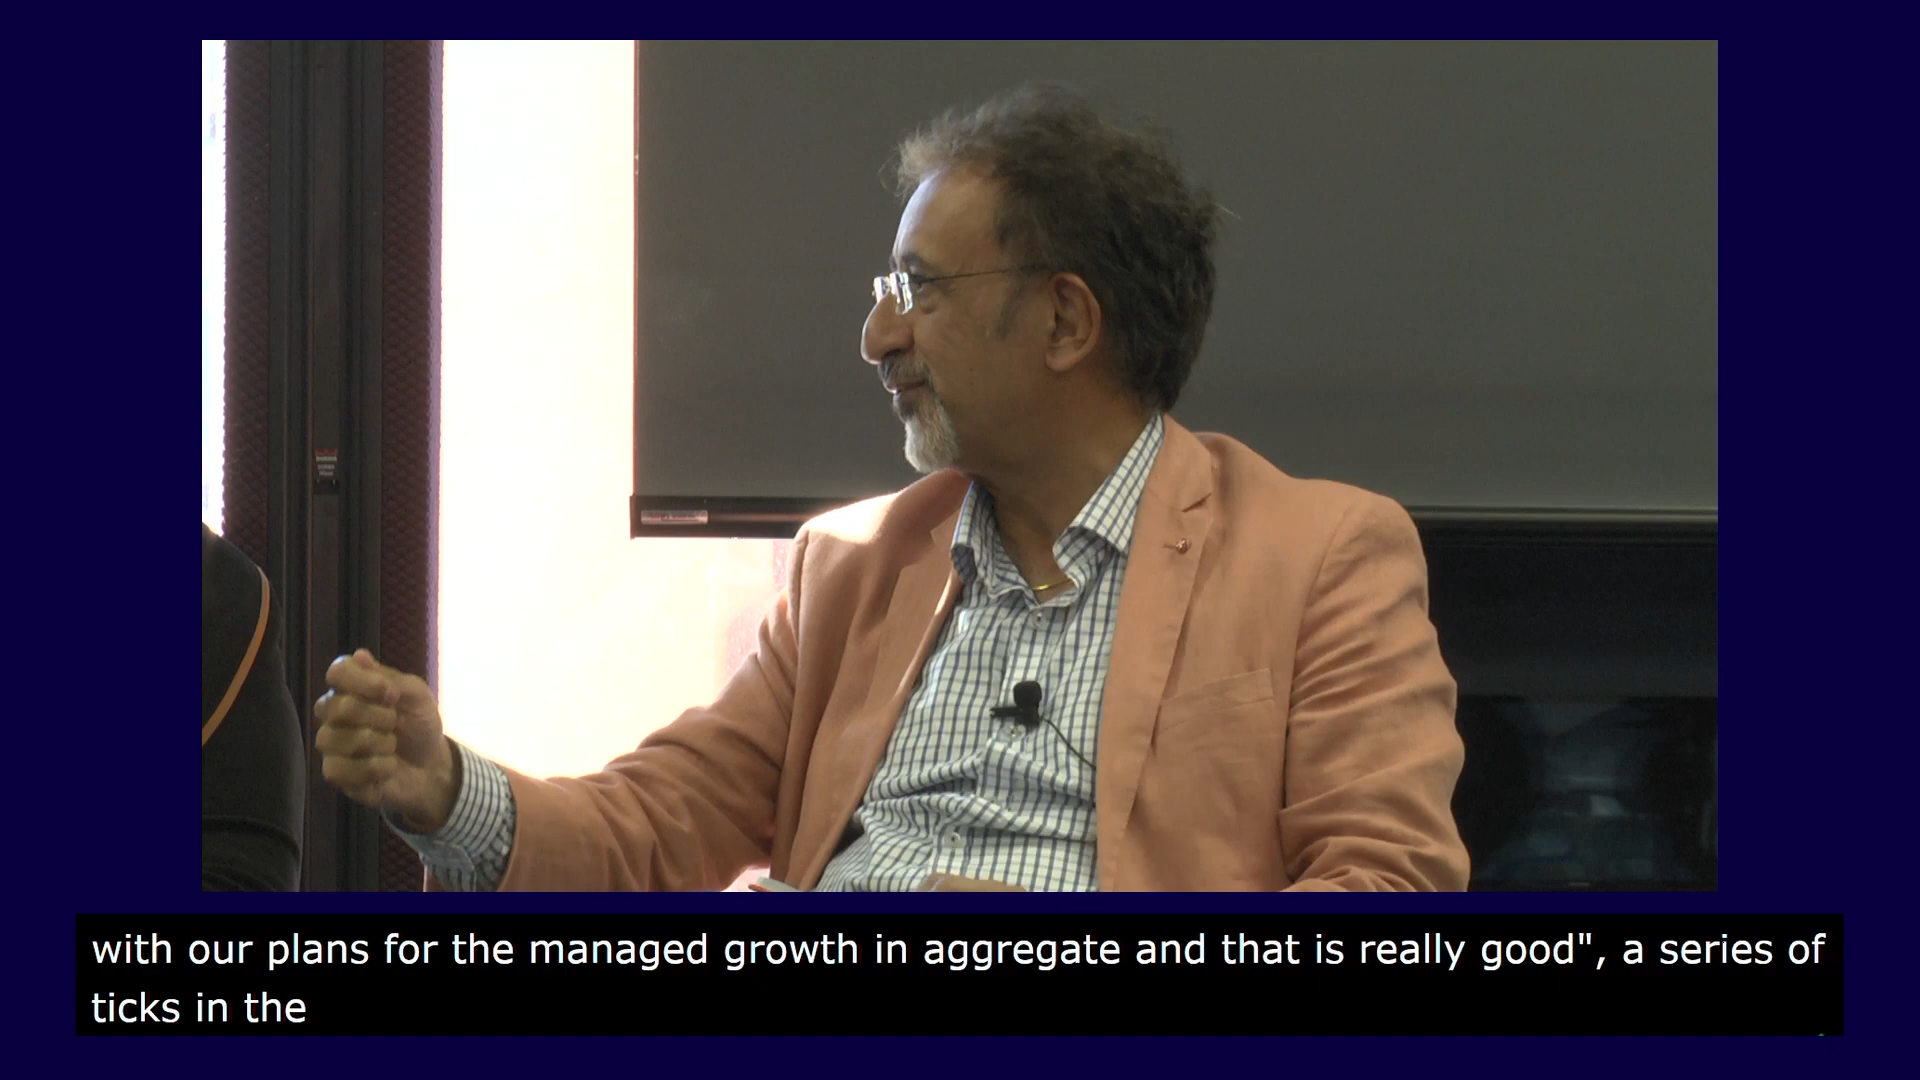 with our plans for the managed growth in aggregate and that is really good", a series of
ticks in the